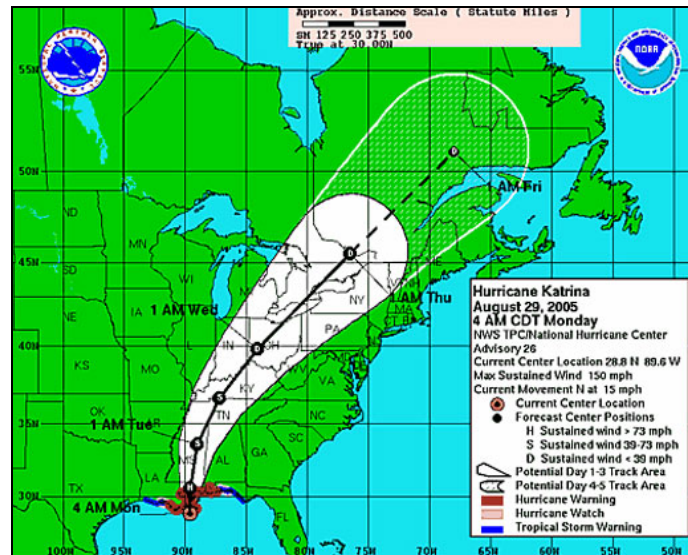 Approx. Distance Scale ( Statute Miles )
SM 125 250 375 500
True at 30.00N
NOAA
55N
50N
45N
40N
35N
30N
ND
SD
NE
KS
OK
TX
MN
IA
MO
AR
LA
WI
MI
IN
OH
KY
TN
MS
AL
GA
FL
SC
NC
VA
WV
PA
NY
VT
NH
ME
MA
CT
1 AM Fri
1 AM Thu
1 AM Wed
1 AM Tue
4 AM Mon
D
D
D
S
S
H
Hurricane Katrina
August 29, 2005
4 AM CDT Monday
NWS TPC/National Hurricane Center
Advisory 26
Current Center Location 28.8 N 89.6 W
Max Sustained Wind 150 mph
Current Movement N at 15 mph
Current Center Location
Forecast Center Positions
H Sustained wind > 73 mph
S Sustained wind 39-73 mph
D Sustained wind < 39 mph
Potential Day 1-3 Track Area
Potential Day 4-5 Track Area
Hurricane Warning
Hurricane Watch
Tropical Storm Warning
100W 95W 90W 85W 80W 75W 70W 65W 60W 55W 50W